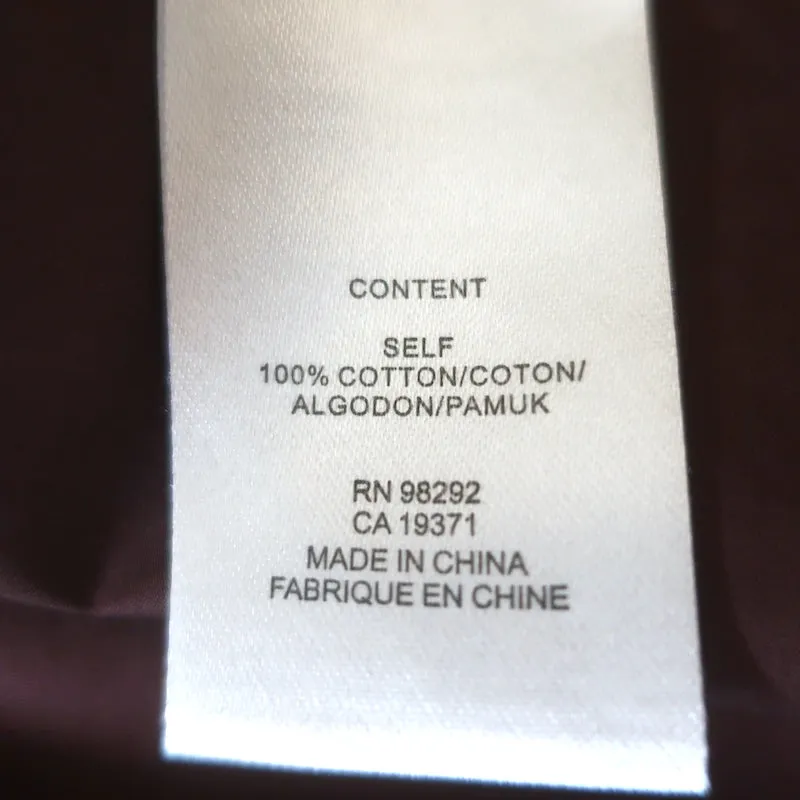 CONTENT
SELF
100% COTTON/COTON/
ALGODON/PAMUK
RN 98292
CA 19371
MADE IN CHINA
FABRIQUE EN CHINE